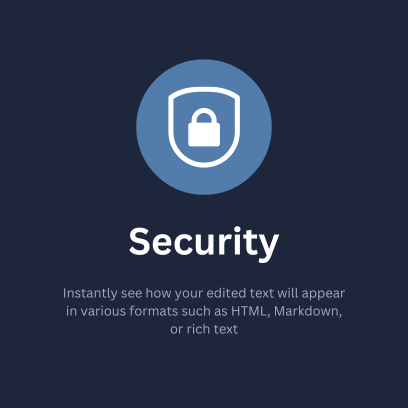 Security
Instantly see how your edited text will appear
in various formats such as HTML, Markdown,
or rich text